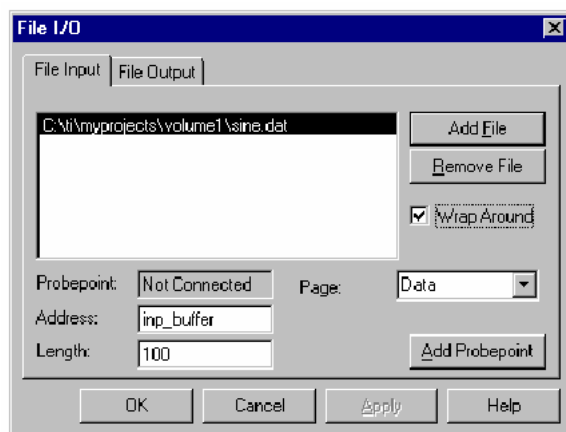 File I/O
File Input File Output
C:\ti\myprojects\volume1\sine.dat
Add File
Remove File
Wrap Around
Probepoint: Not Connected Page: Data
Address: inp_buffer
Length: 100 Add Probepoint
OK Cancel Apply Help